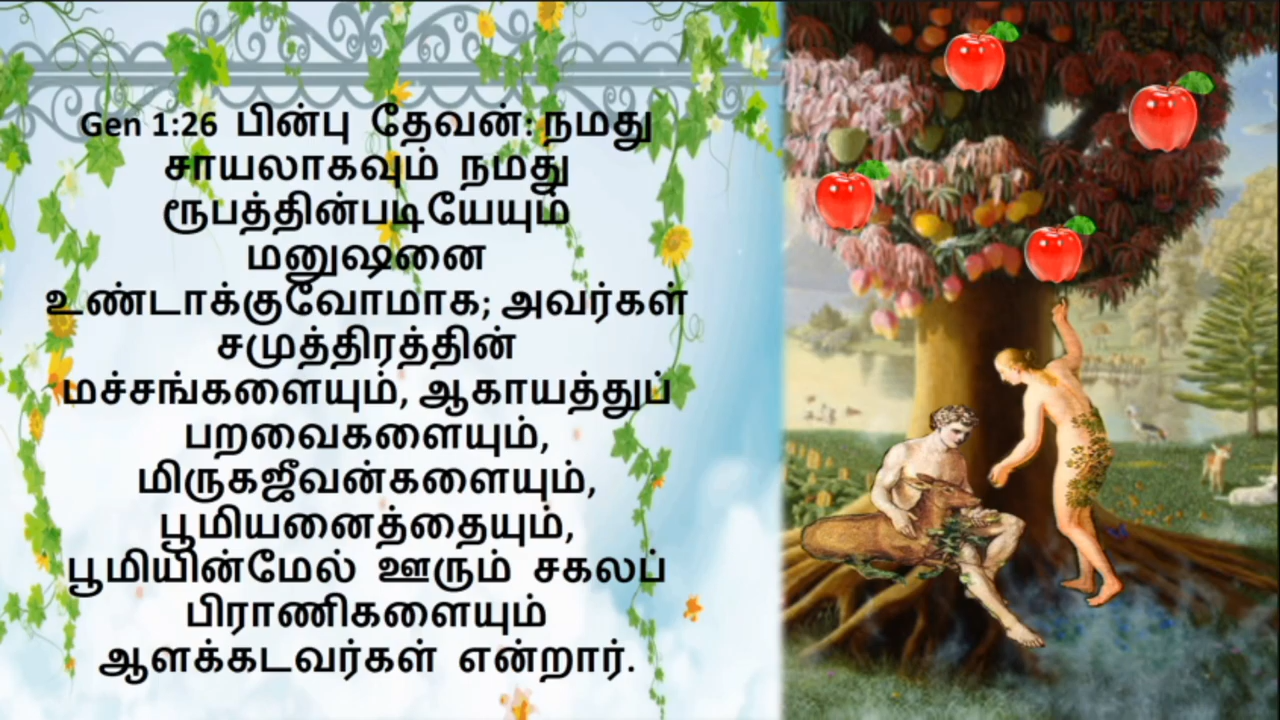 Gen 1:26 பின்பு தேவன்: நமது
சாயலாகவும் நமது
ரூபத்தின்படியேயும்
மனுஷனை
உண்டாக்குவோமாக; அவர்கள்
சமுத்திரத்தின்
மச்சங்களையும், ஆகாயத்துப்
பறவைகளையும்,
மிருகஜீவன்களையும்,
பூமியனைத்தையும்,
பூமியின்மேல் ஊரும் சகலப்
பிராணிகளையும்
ஆளக்கடவர்கள் என்றார்.